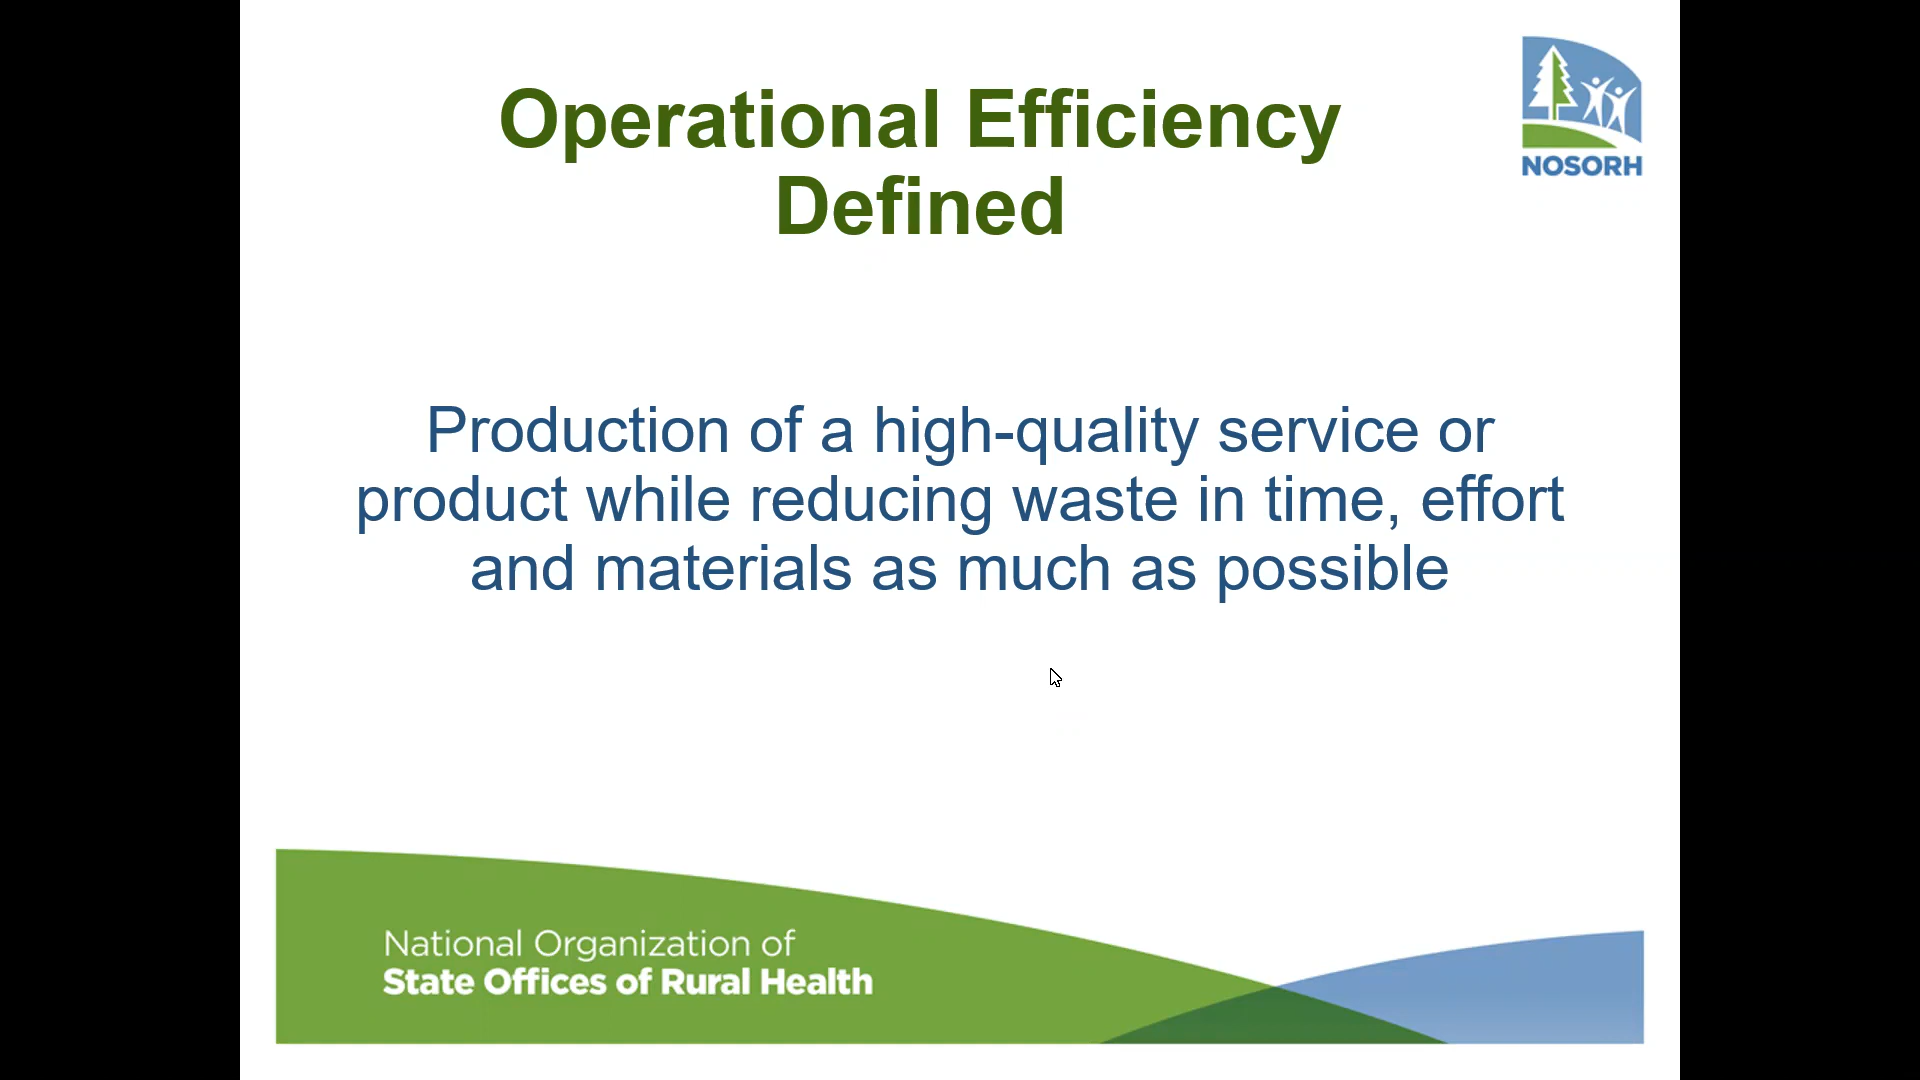 Operational Efficiency
Defined
NOSORH
Production of a high-quality service or
product while reducing waste in time, effort
and materials as much as possible
National Organization of
State Offices of Rural Health